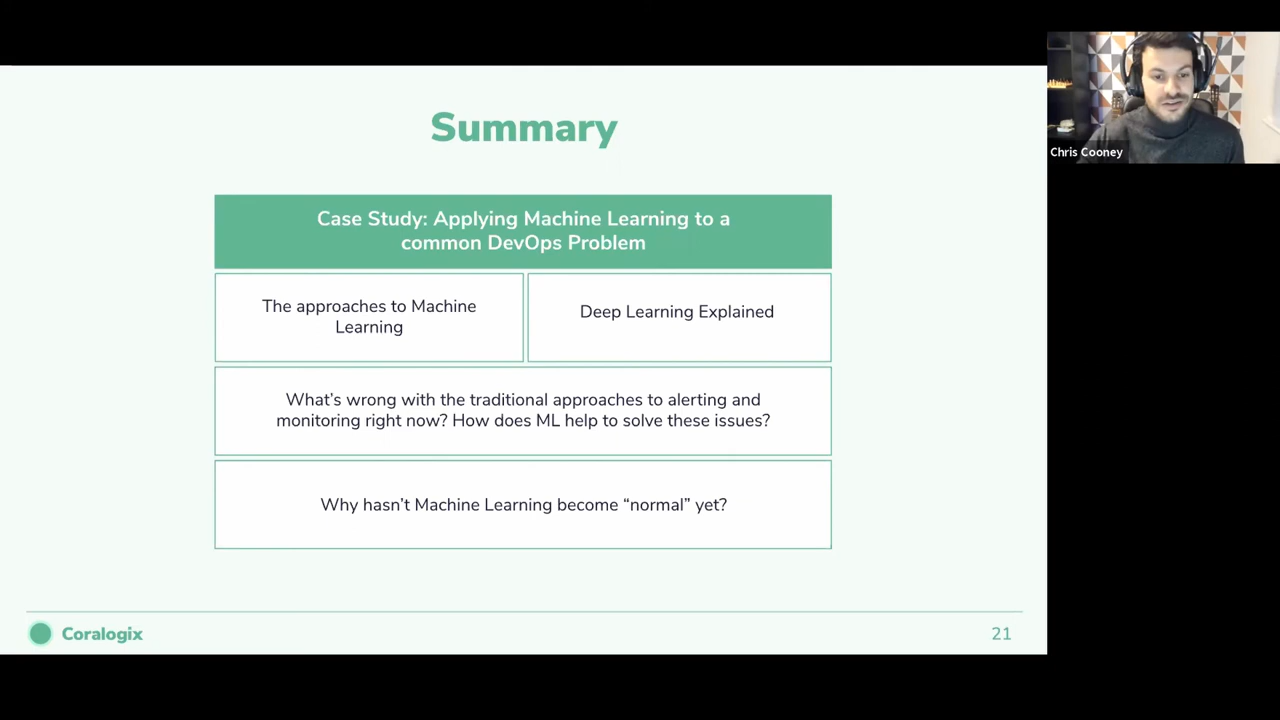 Summary
Case Study: Applying Machine Learning to a
common DevOps Problem
The approaches to Machine
Learning
Deep Learning Explained
What’s wrong with the traditional approaches to alerting and
monitoring right now? How does ML help to solve these issues?
Why hasn’t Machine Learning become “normal” yet?
Coralogix
21
Chris Cooney